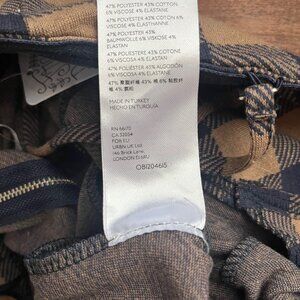 47% POLYESTER 43% COTTON
6% VISCOSE 4% ELASTANE
47% POLYESTER 43% COTON
6% VISCOSE 4% ELASTHANNE
47% POLYESTER 43%
BAUMWOLLE 6% VISKOSE 4%
ELASTAN
47% POLIESTERE 43% COTONE
6% VISCOSA 4% ELASTAN
47% POLIÉSTER 43% ALGODÓN
6% VISCOSA 4% ELASTANO
MADE IN TURKEY
HECHO EN TURQUIA
RN 66170
CA 32054
FOR EU
URBN UK Ltd
146 Brick Lane,
LONDON E1 6RU
OB1204615